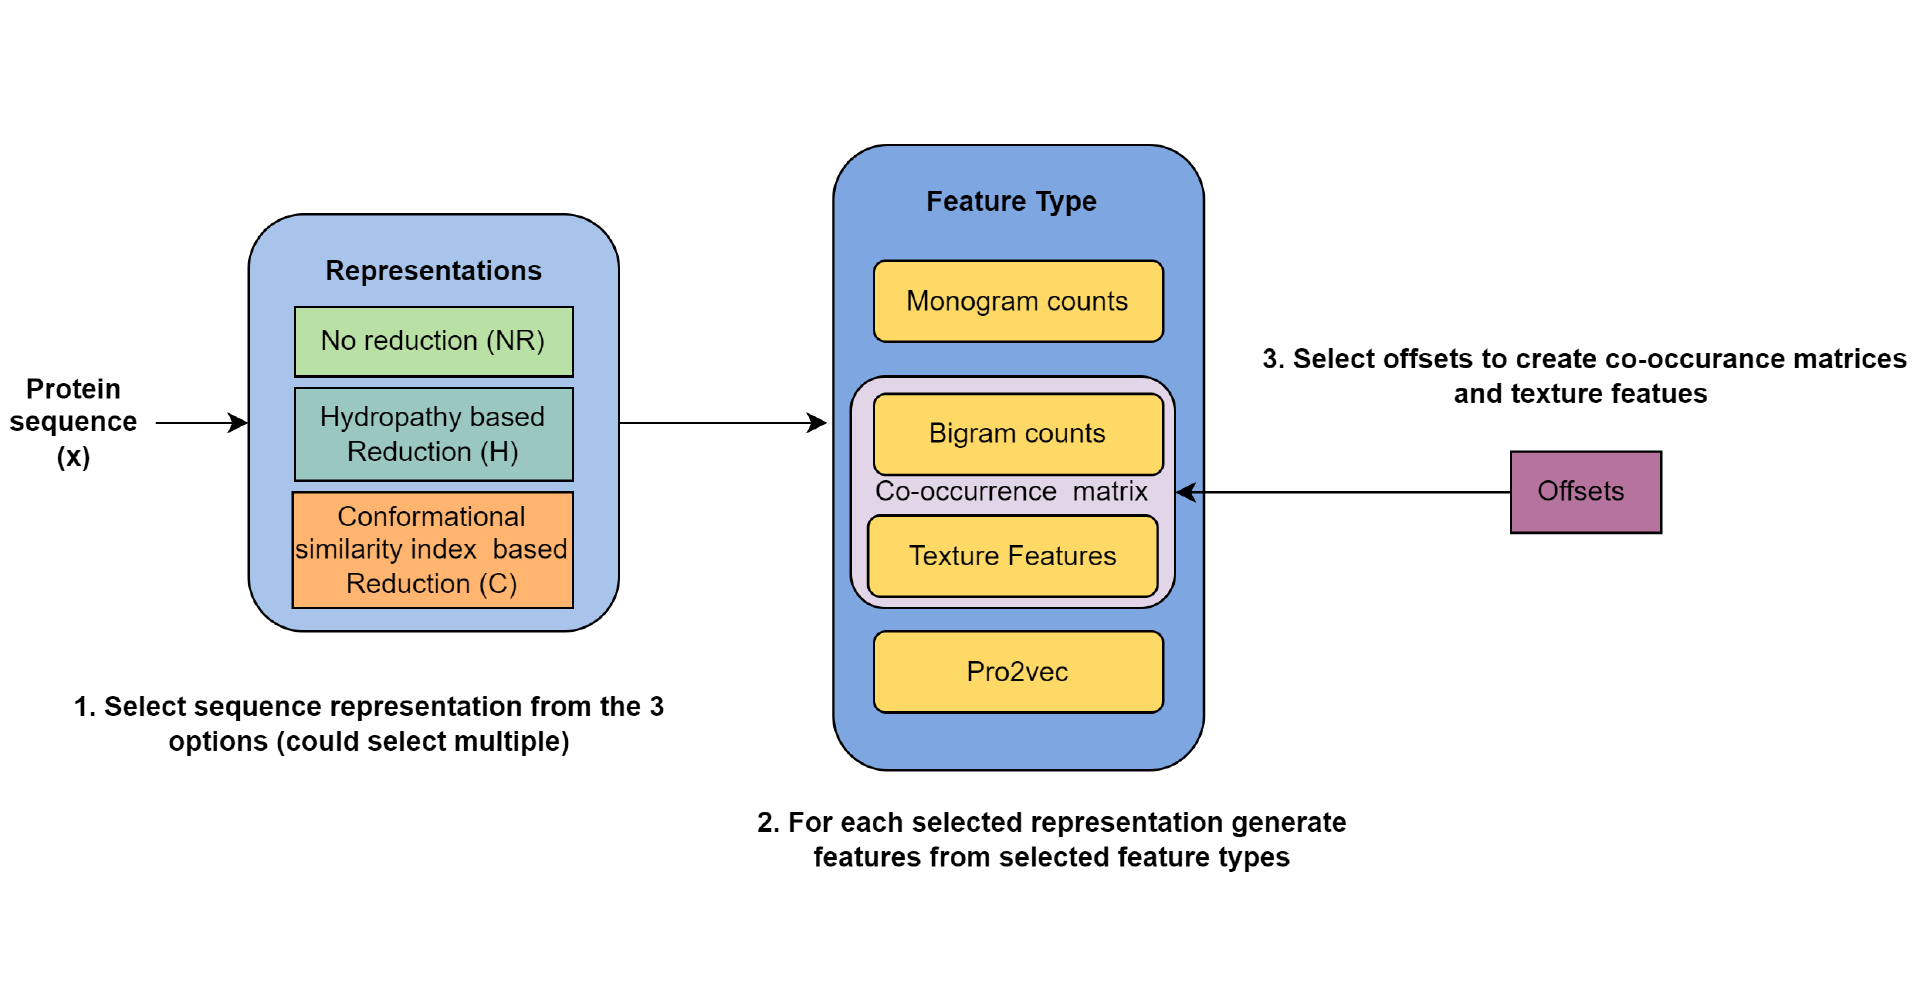 Protein
sequence
(x)
Representations
No reduction (NR)
Hydropathy based
Reduction (H)
Conformational
similarity index based
Reduction (C)
1. Select sequence representation from the 3
options (could select multiple)
Feature Type
Monogram counts
Bigram counts
Co-occurrence matrix
Texture Features
Pro2vec
2. For each selected representation generate
features from selected feature types
3. Select offsets to create co-occurance matrices
and texture featues
Offsets